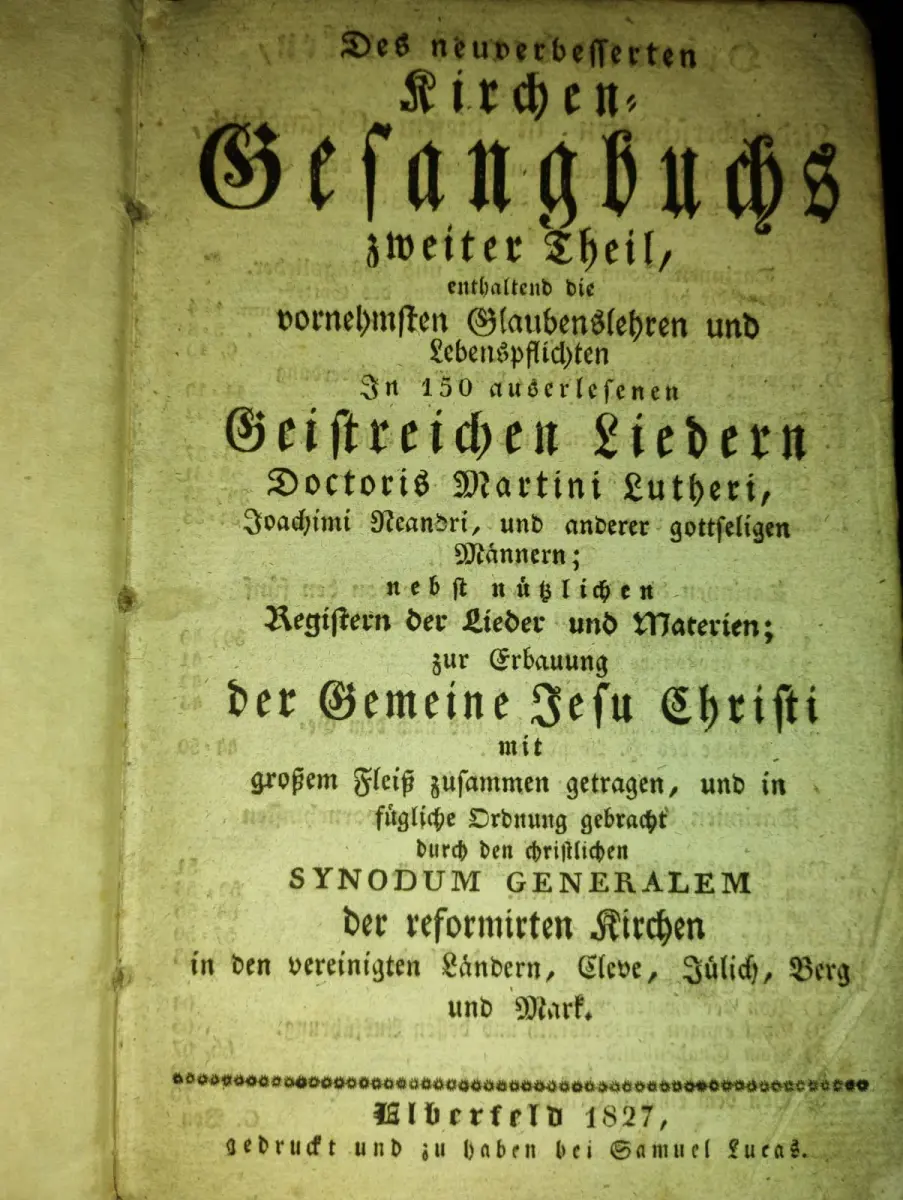 Des neuverbesserten
Kirchen-
Gesangbuchs
zweiter Theil,
enthaltend die
vornehmsten Glaubenslehren und
Lebenspflichten
In 150 auserlesenen
Geistreichen Liedern
Doctoris Martini Lutheri,
Joachimi Neandri, und anderer gottseligen
Männern;
nebst nützlichen
Registern der Lieder und Materien;
zur Erbauung
der Gemeine Jesu Christi
mit
großem Fleiß zusammen getragen, und in
fügliche Ordnung gebracht
durch den christlichen
SYNODUM GENERALEM
der reformirten Kirchen
in den vereinigten Ländern, Cleve, Jülich, Berg
und Mark.
Elberfeld 1827,
gedruckt und zu haben bei Samuel Lucas.